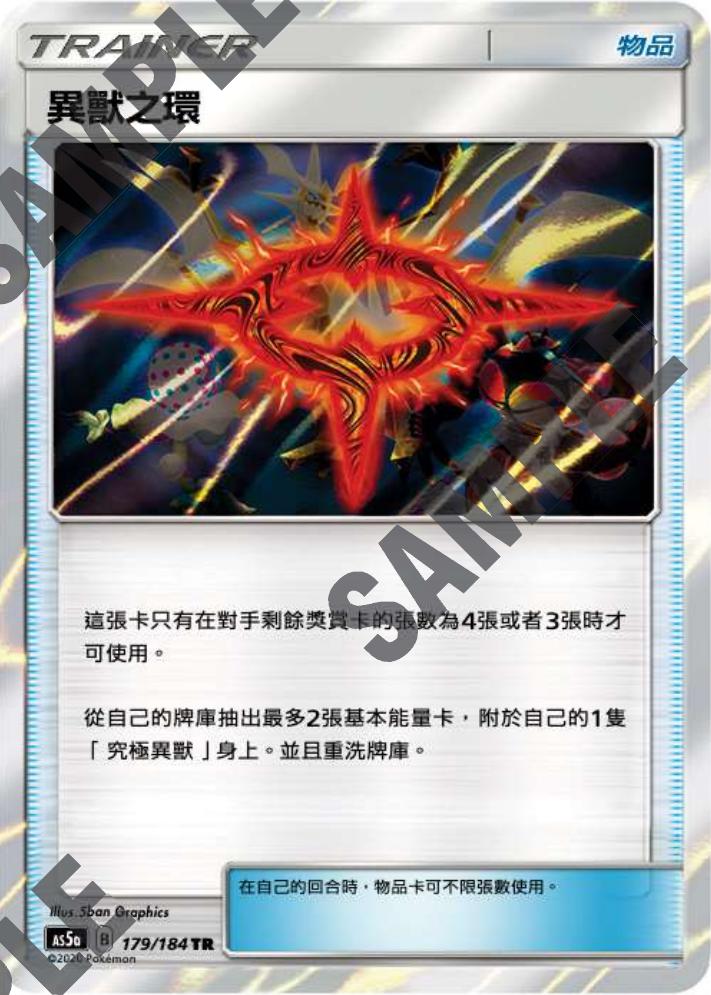 TRAINER
物品
異獸之環
SAMPLE
SAMPLE
這張卡只有在對手剩餘獎賞卡的張數為4張或者3張時才
可使用。
從自己的牌庫抽出最多2張基本能量卡,附於自己的1隻
「究極異獸」身上。並且重洗牌庫。
在自己的回合時,物品卡可不限張數使用。
Illus. 5ban Graphics
AS5a B 179/184 TR
©2020 Pokémon
PLE